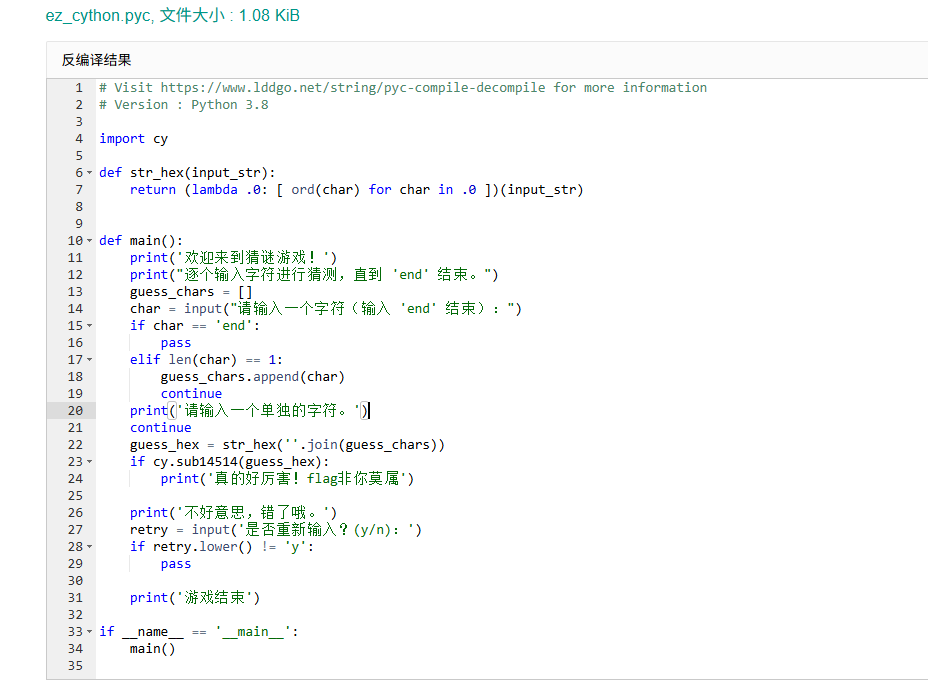 ez_cython.pyc, 文件大小 : 1.08 KiB
反编译结果
1 # Visit https://www.lddgo.net/string/pyc-compile-decompile for more information
2 # Version : Python 3.8
3
4 import cy
5
6 def str_hex(input_str):
7     return (lambda .0: [ ord(char) for char in .0 ])(input_str)
8
9
10 def main():
11     print('欢迎来到猜谜游戏！')
12     print("逐个输入字符进行猜测，直到 'end' 结束。")
13     guess_chars = []
14     char = input("请输入一个字符（输入 'end' 结束）：")
15     if char == 'end':
16         pass
17     elif len(char) == 1:
18         guess_chars.append(char)
19         continue
20     print('请输入一个单独的字符。')
21     continue
22     guess_hex = str_hex(''.join(guess_chars))
23     if cy.sub14514(guess_hex):
24         print('真的好厉害！flag非你莫属')
25
26     print('不好意思，错了哦。')
27     retry = input('是否重新输入？(y/n)：')
28     if retry.lower() != 'y':
29         pass
30
31     print('游戏结束')
32
33 if __name__ == '__main__':
34     main()
35